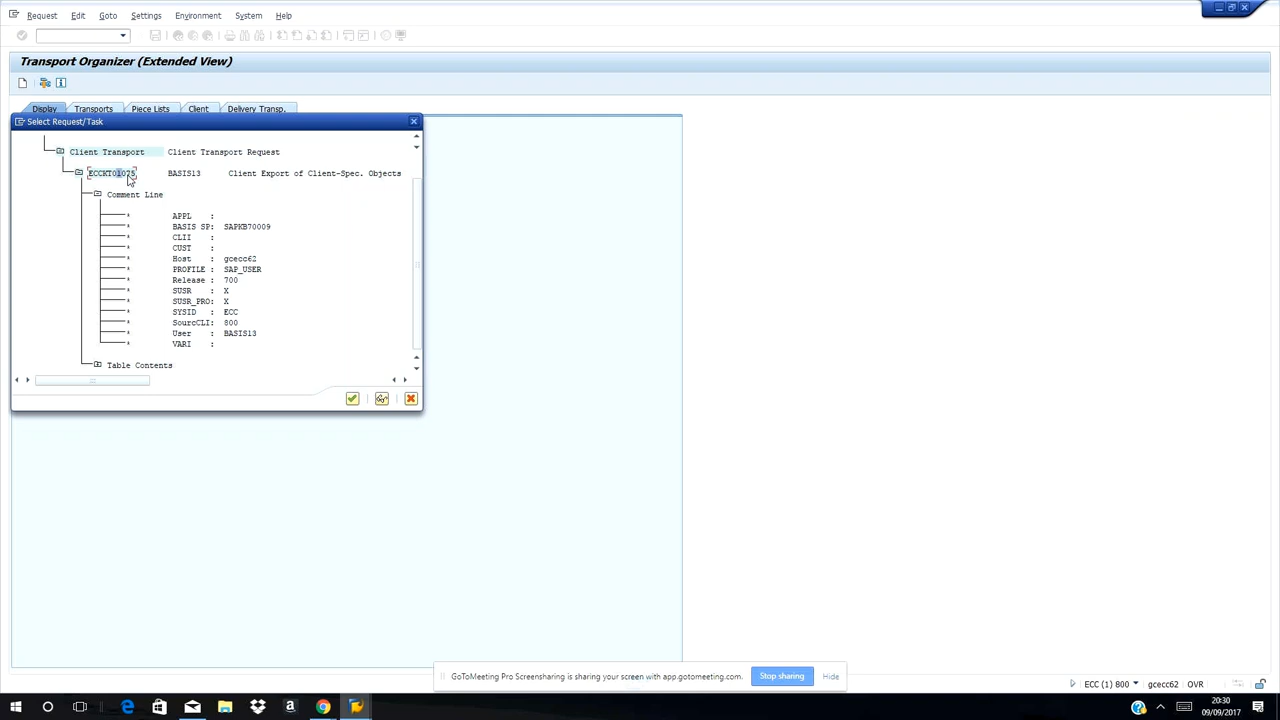 Request Edit Goto Settings Environment System Help
Transport Organizer (Extended View)
Display Transports Piece Lists Client Delivery Transp.
Select Request/Task
Client Transport Client Transport Request
ECCKT01075 BASIS13 Client Export of Client-Spec. Objects
Comment Line
* APPL :
* BASIS SP: SAPKB70009
* CLII :
* CUST :
* Host : gcecc62
* PROFILE : SAP_USER
* Release : 700
* SUSR : X
* SUSR_PRO: X
* SYSID : ECC
* SourcCLI: 800
* User : BASIS13
* VARI :
Table Contents
GoToMeeting Pro Screensharing is sharing your screen with app.gotomeeting.com. Stop sharing Hide
ECC (1) 800 gcecc62 OVR
20:30
09/09/2017